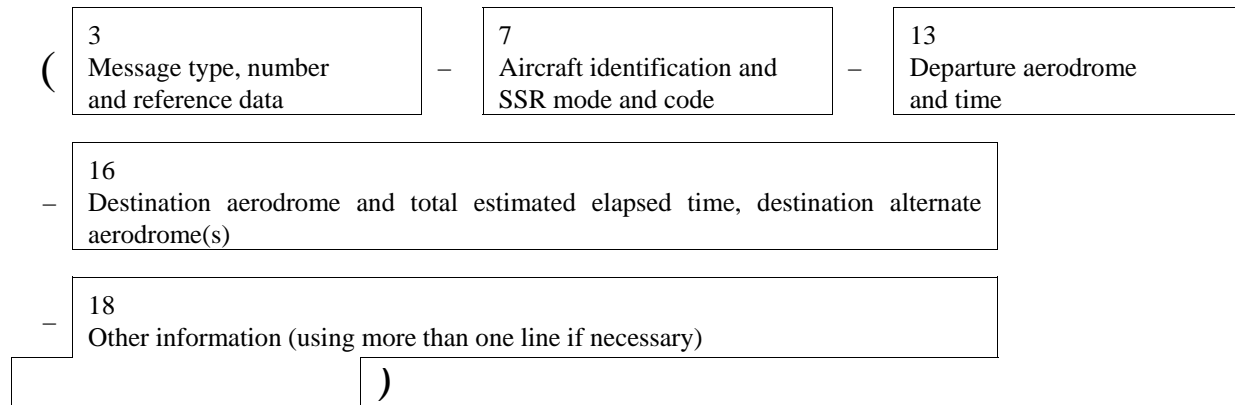 3 7 13
( Message type, number – Aircraft identification and – Departure aerodrome
and reference data SSR mode and code and time
16
– Destination aerodrome and total estimated elapsed time, destination alternate
aerodrome(s)
18
– Other information (using more than one line if necessary)
)